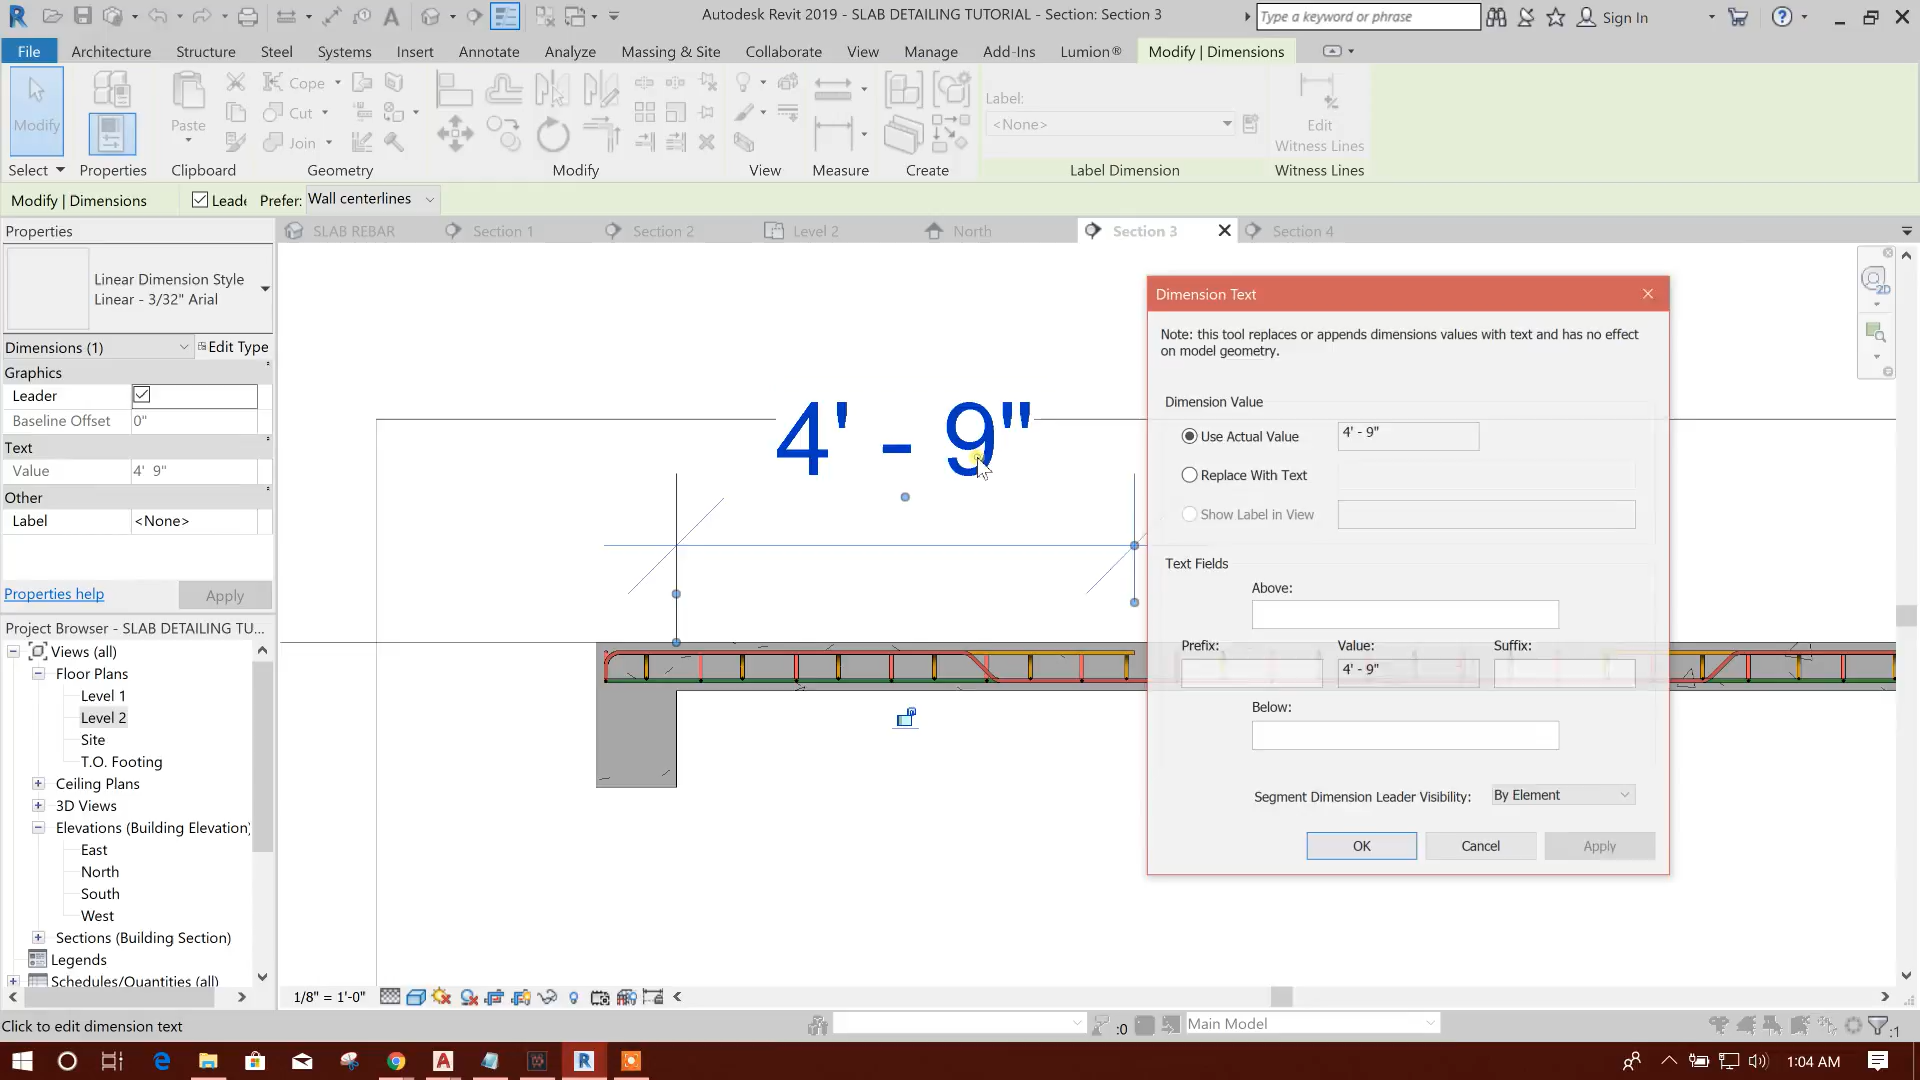 Autodesk Revit 2019 - SLAB DETAILING TUTORIAL - Section: Section 3
Type a keyword or phrase
Sign In
File
Architecture
Structure
Steel
Systems
Insert
Annotate
Analyze
Massing & Site
Collaborate
View
Manage
Add-Ins
Lumion®
Modify | Dimensions
Modify
Paste
Cope
Cut
Join
Label:
<None>
Edit
Witness Lines
Select
Properties
Clipboard
Geometry
Modify
View
Measure
Create
Label Dimension
Witness Lines
Modify | Dimensions
Leade
Prefer:
Wall centerlines
Properties
SLAB REBAR
Section 1
Section 2
Level 2
North
Section 3
Section 4
Linear Dimension Style
Linear - 3/32" Arial
Dimensions (1)
Edit Type
Graphics
Leader
Baseline Offset 0"
Text
Value 4' 9"
Other
Label <None>
Properties help
Apply
Project Browser - SLAB DETAILING TU...
Views (all)
Floor Plans
Level 1
Level 2
Site
T.O. Footing
Ceiling Plans
3D Views
Elevations (Building Elevation)
East
North
South
West
Sections (Building Section)
Legends
Schedules/Quantities (all)
4' - 9"
2D
Dimension Text
Note: this tool replaces or appends dimensions values with text and has no effect
on model geometry.
Dimension Value
Use Actual Value
4' - 9"
Replace With Text
Show Label in View
Text Fields
Above:
Prefix:
Value:
Suffix:
4' - 9"
Below:
Segment Dimension Leader Visibility:
By Element
OK
Cancel
Apply
1/8" = 1'-0"
Click to edit dimension text
:0
Main Model
:1
1:04 AM